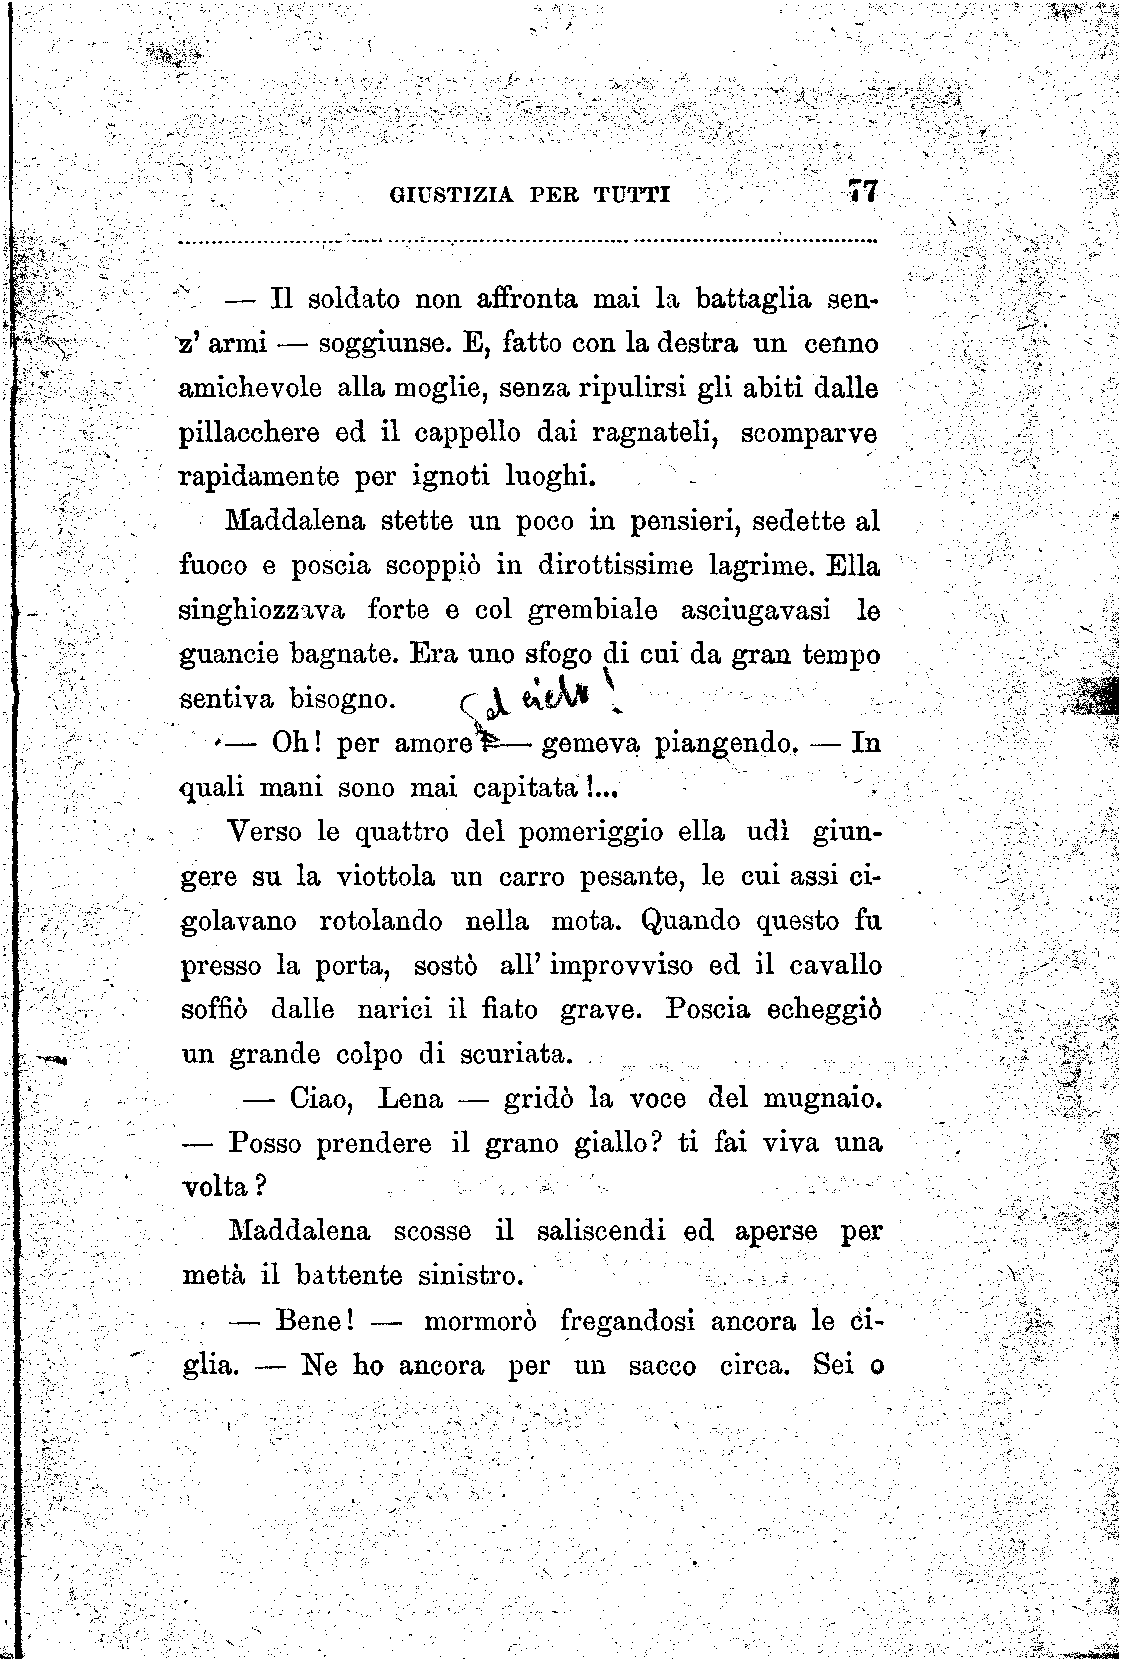 GIUSTIZIA PER TUTTI 77
— Il soldato non affronta mai la battaglia sen-
z' armi — soggiunse. E, fatto con la destra un cenno
amichevole alla moglie, senza ripulirsi gli abiti dalle
pillacchere ed il cappello dai ragnateli, scomparve
rapidamente per ignoti luoghi.
Maddalena stette un poco in pensieri, sedette al
fuoco e poscia scoppiò in dirottissime lagrime. Ella
singhiozzava forte e col grembiale asciugavasi le
guancie bagnate. Era uno sfogo di cui da gran tempo
sentiva bisogno.
del cielo!
— Oh! per amore — gemeva piangendo. — In
quali mani sono mai capitata!...
Verso le quattro del pomeriggio ella udì giun-
gere su la viottola un carro pesante, le cui assi ci-
golavano rotolando nella mota. Quando questo fu
presso la porta, sostò all' improvviso ed il cavallo
soffiò dalle narici il fiato grave. Poscia echeggiò
un grande colpo di scuriata.
— Ciao, Lena — gridò la voce del mugnaio.
— Posso prendere il grano giallo? ti fai viva una
volta?
Maddalena scosse il saliscendi ed aperse per
metà il battente sinistro.
— Bene! — mormorò fregandosi ancora le ci-
glia. — Ne ho ancora per un sacco circa. Sei o